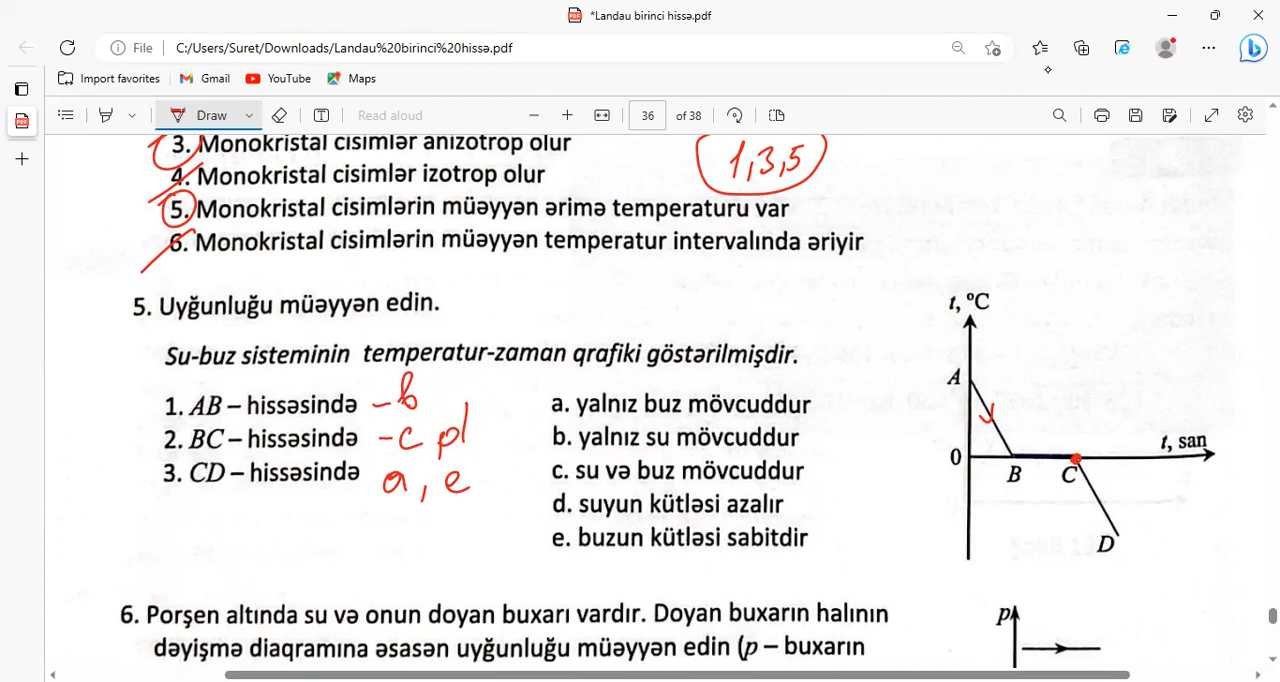 *Landau birinci hissə.pdf
File C:/Users/Suret/Downloads/Landau%20birinci%20hissə.pdf
Import favorites Gmail YouTube Maps
Draw Read aloud 36 of 38
3. Monokristal cisimlər anizotrop olur
1,3,5
4. Monokristal cisimlər izotrop olur
5. Monokristal cisimlərin müəyyən ərimə temperaturu var
6. Monokristal cisimlərin müəyyən temperatur intervalında əriyir
5. Uyğunluğu müəyyən edin.
Su-buz sisteminin temperatur-zaman qrafiki göstərilmişdir.
1. AB – hissəsində – b
2. BC – hissəsində – c
3. CD – hissəsində a, e
a. yalnız buz mövcuddur
b. yalnız su mövcuddur
c. su və buz mövcuddur
d. suyun kütləsi azalır
e. buzun kütləsi sabitdir
t, ºC
A
0
B
C
t, san
D
6. Porşen altında su və onun doyan buxarı vardır. Doyan buxarın halının
dəyişmə diaqramına əsasən uyğunluğu müəyyən edin (p – buxarın
p